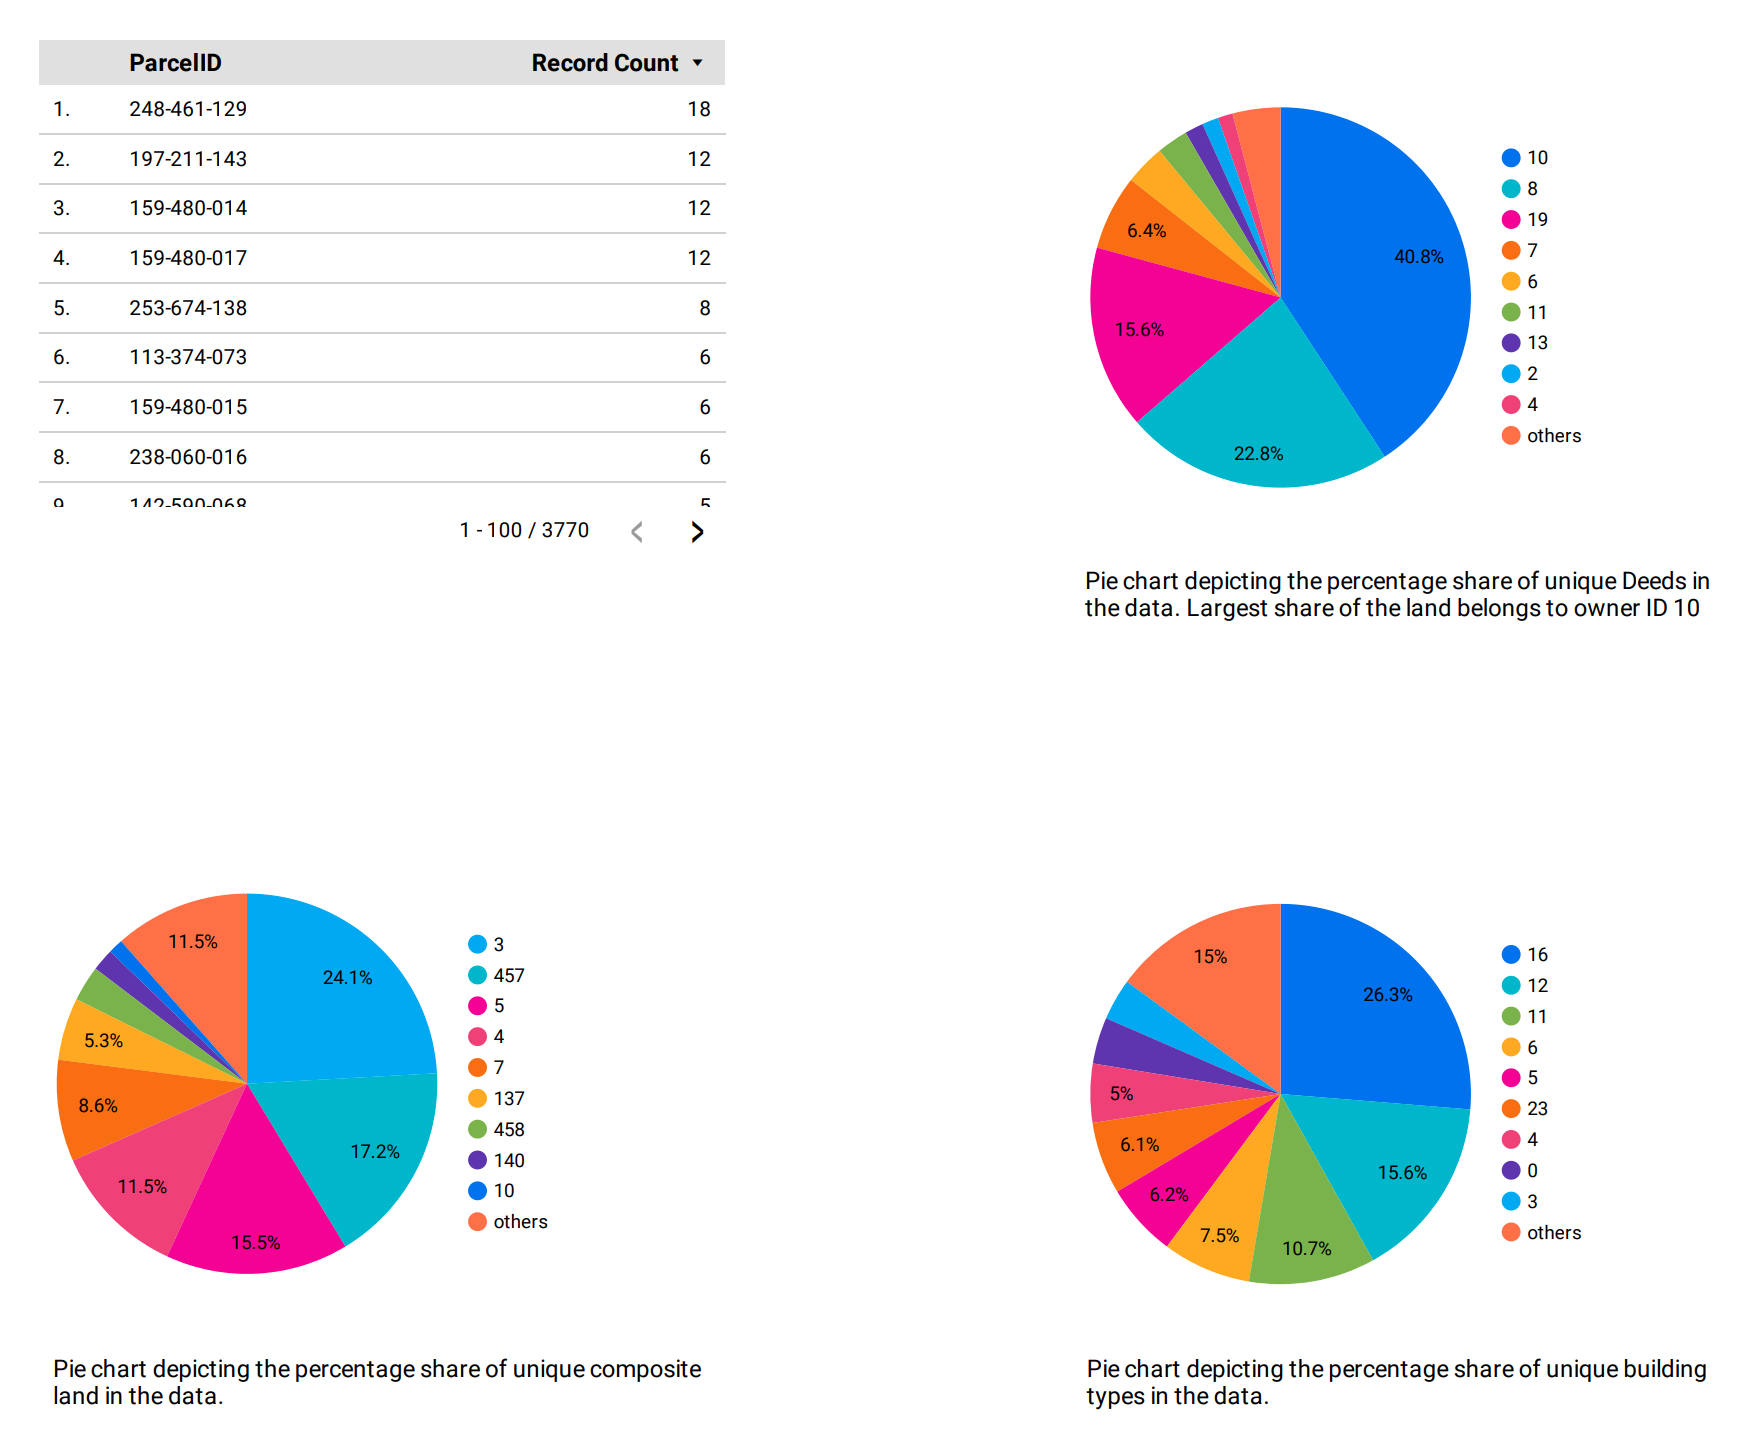 ParcelID Record Count
1. 248-461-129 18
2. 197-211-143 12
3. 159-480-014 12
4. 159-480-017 12
5. 253-674-138 8
6. 113-374-073 6
7. 159-480-015 6
8. 238-060-016 6
9. 142-590-068 5
1 - 100 / 3770
40.8%
22.8%
15.6%
6.4%
10
8
19
7
6
11
13
2
4
others
Pie chart depicting the percentage share of unique Deeds in
the data. Largest share of the land belongs to owner ID 10
24.1%
17.2%
15.5%
11.5%
8.6%
5.3%
11.5%
3
457
5
4
7
137
458
140
10
others
Pie chart depicting the percentage share of unique composite
land in the data.
26.3%
15.6%
10.7%
7.5%
6.2%
6.1%
5%
15%
16
12
11
6
5
23
4
0
3
others
Pie chart depicting the percentage share of unique building
types in the data.